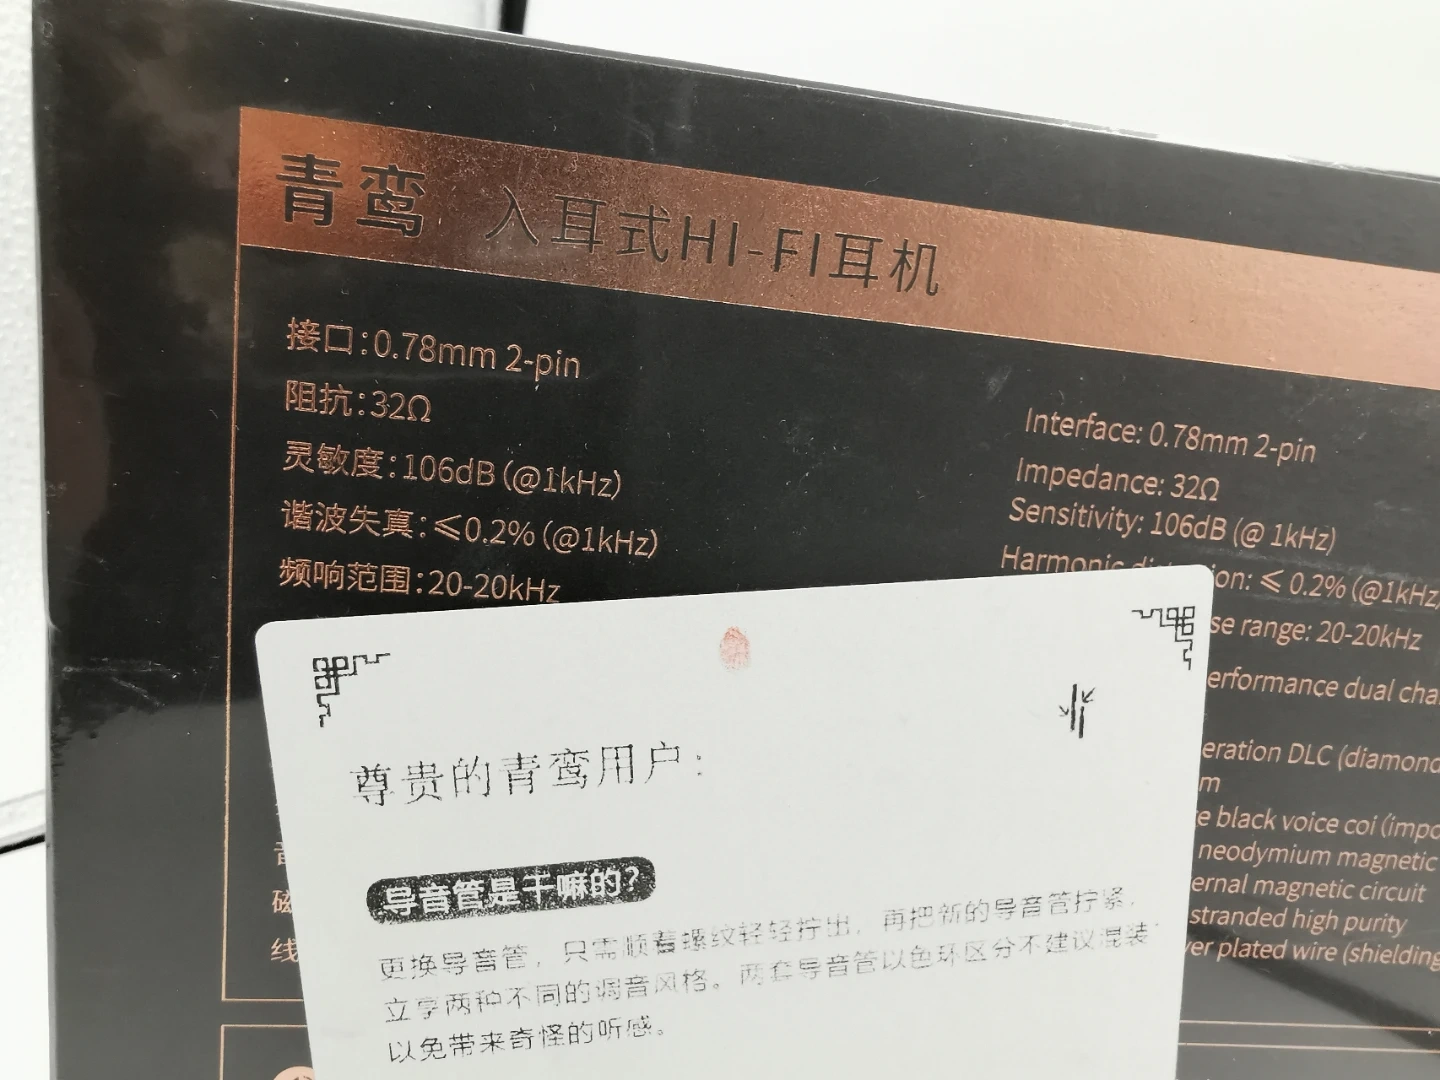 青鸾 入耳式HI-FI耳机
接口:0.78mm 2-pin
阻抗:32Ω
灵敏度:106dB (@1kHz)
谐波失真:≤0.2% (@1kHz)
频响范围:20-20kHz
磁
线
Interface: 0.78mm 2-pin
Impedance: 32Ω
Sensitivity: 106dB (@ 1kHz)
Harmonic on: ≤ 0.2% (@1kHz)
se range: 20-20kHz
erformance dual cha
eration DLC (diamond
m
e black voice coi (impo
neodymium magnetic
ernal magnetic circuit
stranded high purity
er plated wire (shielding
尊贵的青鸾用户:
导音管是干嘛的?
更换导音管,只需顺着螺纹轻轻拧出,再把新的导音管拧紧,
立享两种不同的调音风格。两套导音管以色环区分不建议混装
以免带来奇怪的听感。